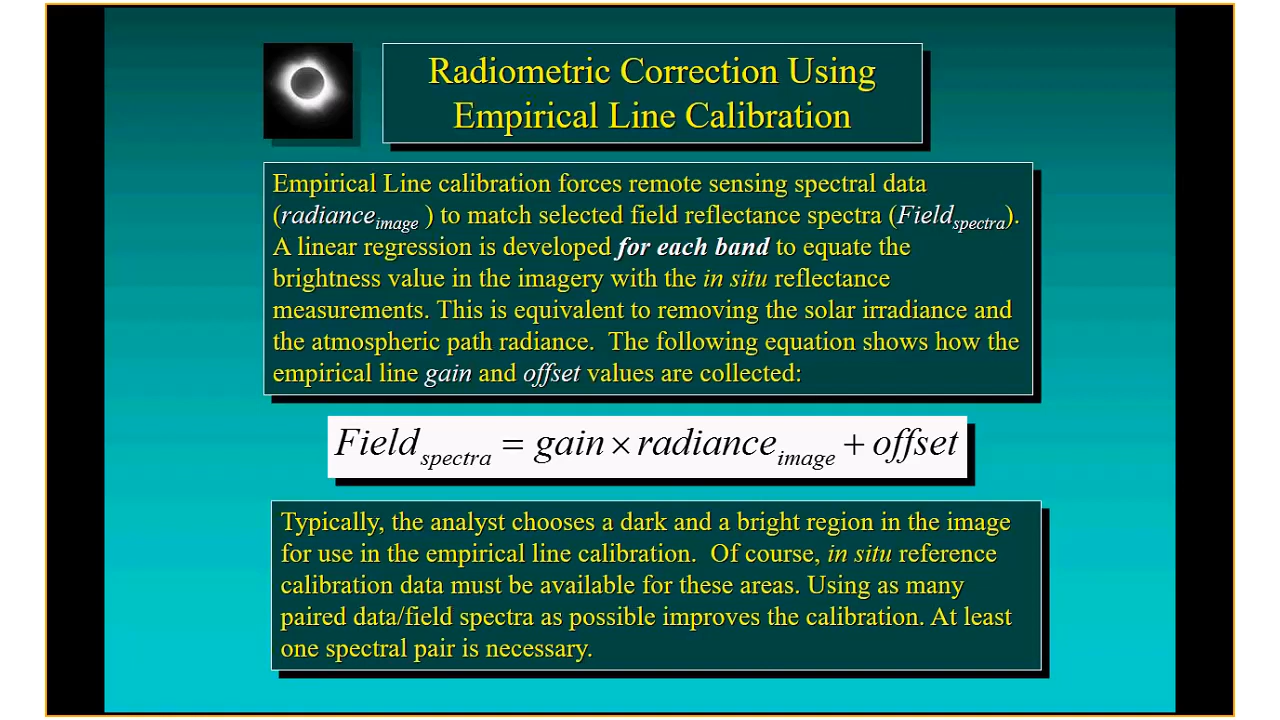 Radiometric Correction Using
Empirical Line Calibration
Empirical Line calibration forces remote sensing spectral data
(radiance_image ) to match selected field reflectance spectra (Field_spectra).
A linear regression is developed for each band to equate the
brightness value in the imagery with the in situ reflectance
measurements. This is equivalent to removing the solar irradiance and
the atmospheric path radiance. The following equation shows how the
empirical line gain and offset values are collected:
Field_spectra = gain × radiance_image + offset
Typically, the analyst chooses a dark and a bright region in the image
for use in the empirical line calibration. Of course, in situ reference
calibration data must be available for these areas. Using as many
paired data/field spectra as possible improves the calibration. At least
one spectral pair is necessary.